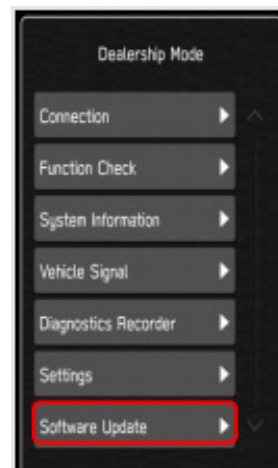 Dealership Mode
Connection
Function Check
System Information
Vehicle Signal
Diagnostics Recorder
Settings
Software Update